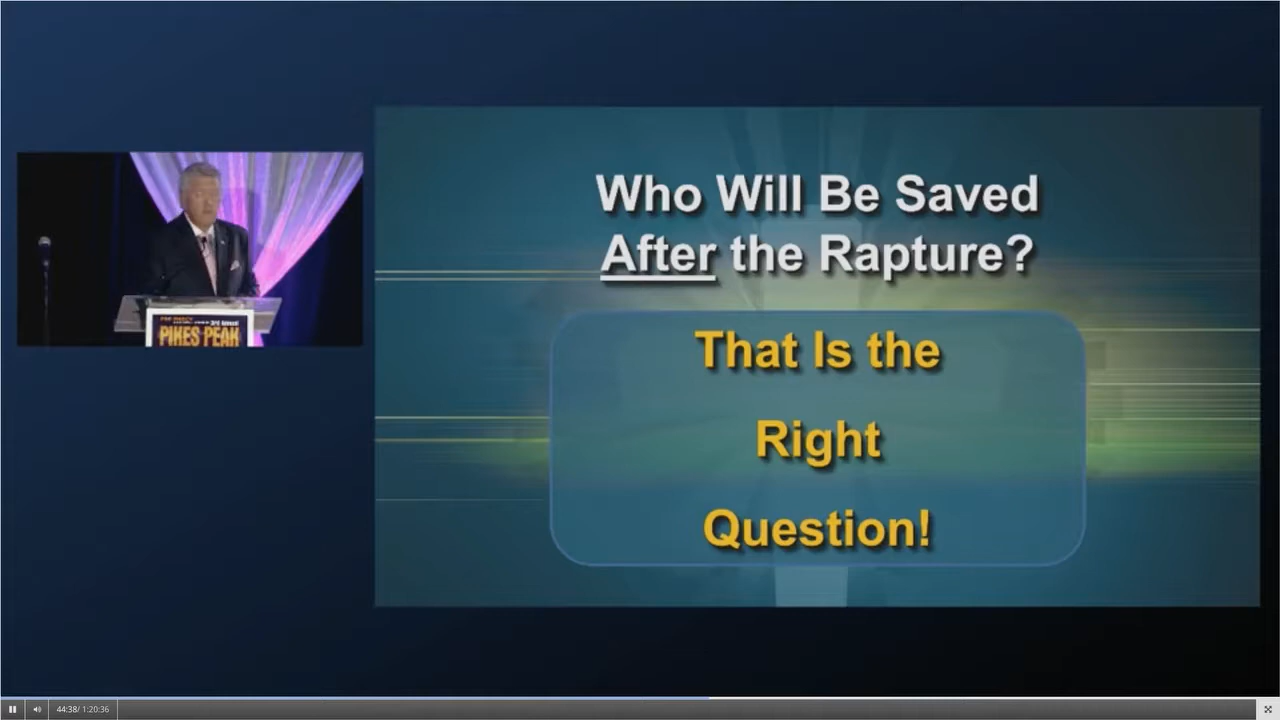 Who Will Be Saved
After the Rapture?
That Is the
Right
Question!
PIKES PEAK
44:38/ 1:20:36